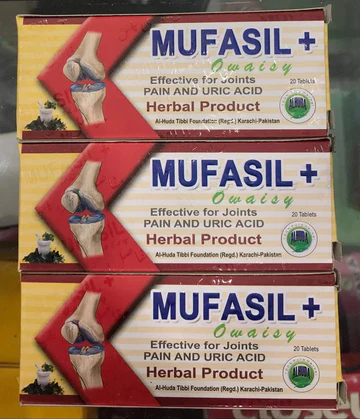 MUFASIL +
Owaisy
Effective for Joints
20 Tablets
PAIN AND URIC ACID
Herbal Product
Al-Huda Tibbi Foundation (Regd.) Karachi-Pakistan
MUFASIL +
Owaisy
Effective for Joints
20 Tablets
PAIN AND URIC ACID
Herbal Product
Al-Huda Tibbi Foundation (Regd.) Karachi-Pakistan
MUFASIL +
Owaisy
Effective for Joints
20 Tablets
PAIN AND URIC ACID
Herbal Product
Al-Huda Tibbi Foundation (Regd.) Karachi-Pakistan